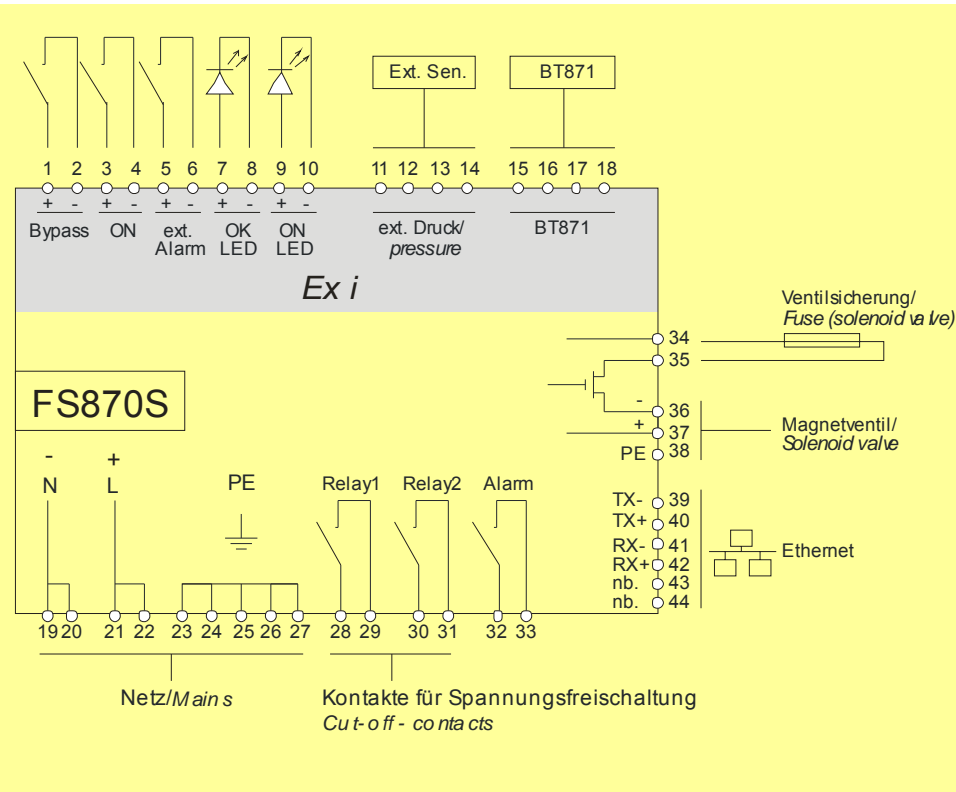 Ext. Sen.
BT871
1 2 3 4 5 6 7 8 9 10 11 12 13 14 15 16 17 18
+ - + - + - + - + -
Bypass
ON
ext.
Alarm
OK
LED
ON
LED
ext. Druck/
pressure
BT871
Ex i
Ventilsicherung/
Fuse (solenoid valve)
34
35
FS870S
- 36
+ 37
PE 38
Magnetventil/
Solenoid valve
- +
N L PE Relay1 Relay2 Alarm
TX- 39
TX+ 40
RX- 41
RX+ 42
nb. 43
nb. 44
Ethernet
19 20 21 22 23 24 25 26 27 28 29 30 31 32 33
Netz/Mains
Kontakte für Spannungsfreischaltung
Cut-off-contacts